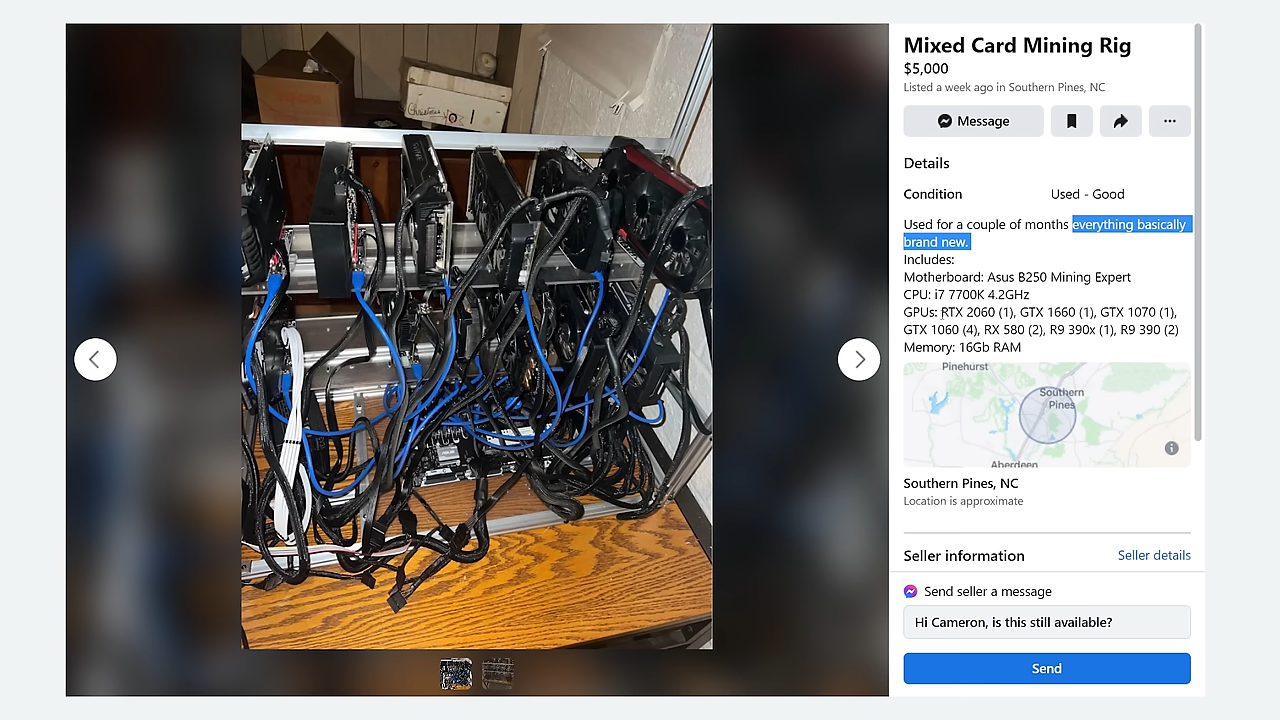 Mixed Card Mining Rig
$5,000
Listed a week ago in Southern Pines, NC
Message
Details
Condition Used - Good
Used for a couple of months everything basically
brand new.
Includes:
Motherboard: Asus B250 Mining Expert
CPU: i7 7700K 4.2GHz
GPUs: RTX 2060 (1), GTX 1660 (1), GTX 1070 (1),
GTX 1060 (4), RX 580 (2), R9 390x (1), R9 390 (2)
Memory: 16Gb RAM
Pinehurst
Southern
Pines
Aberdeen
Southern Pines, NC
Location is approximate
Seller information Seller details
Send seller a message
Hi Cameron, is this still available?
Send